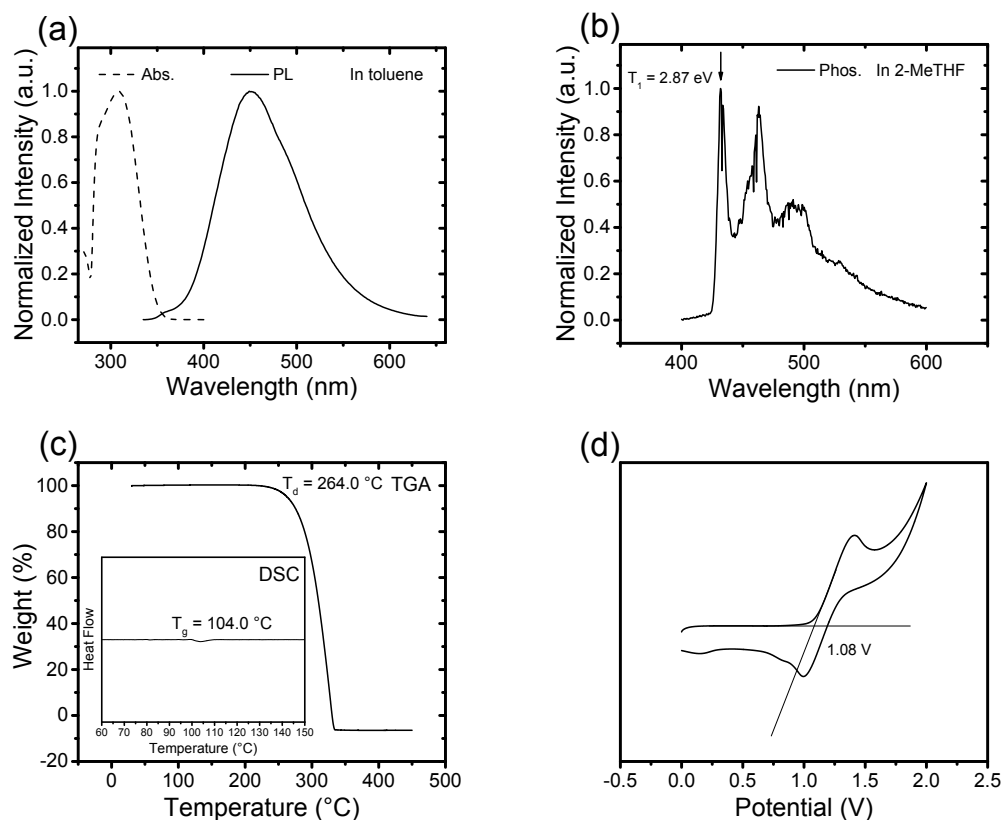 (a)
Normalized Intensity (a.u.)
1.0
0.8
0.6
0.4
0.2
0.0
Abs. PL In toluene
300 400 500 600
Wavelength (nm)
(b)
Normalized Intensity (a.u.)
1.0
0.8
0.6
0.4
0.2
0.0
T1 = 2.87 eV
Phos. In 2-MeTHF
400 500 600
Wavelength (nm)
(c)
Weight (%)
100
80
60
40
20
0
-20
Td = 264.0 °C TGA
DSC
Tg = 104.0 °C
Heat Flow
60 70 80 90 100 110 120 130 140 150
Temperature (°C)
0 100 200 300 400 500
Temperature (°C)
(d)
1.08 V
-0.5 0.0 0.5 1.0 1.5 2.0 2.5
Potential (V)